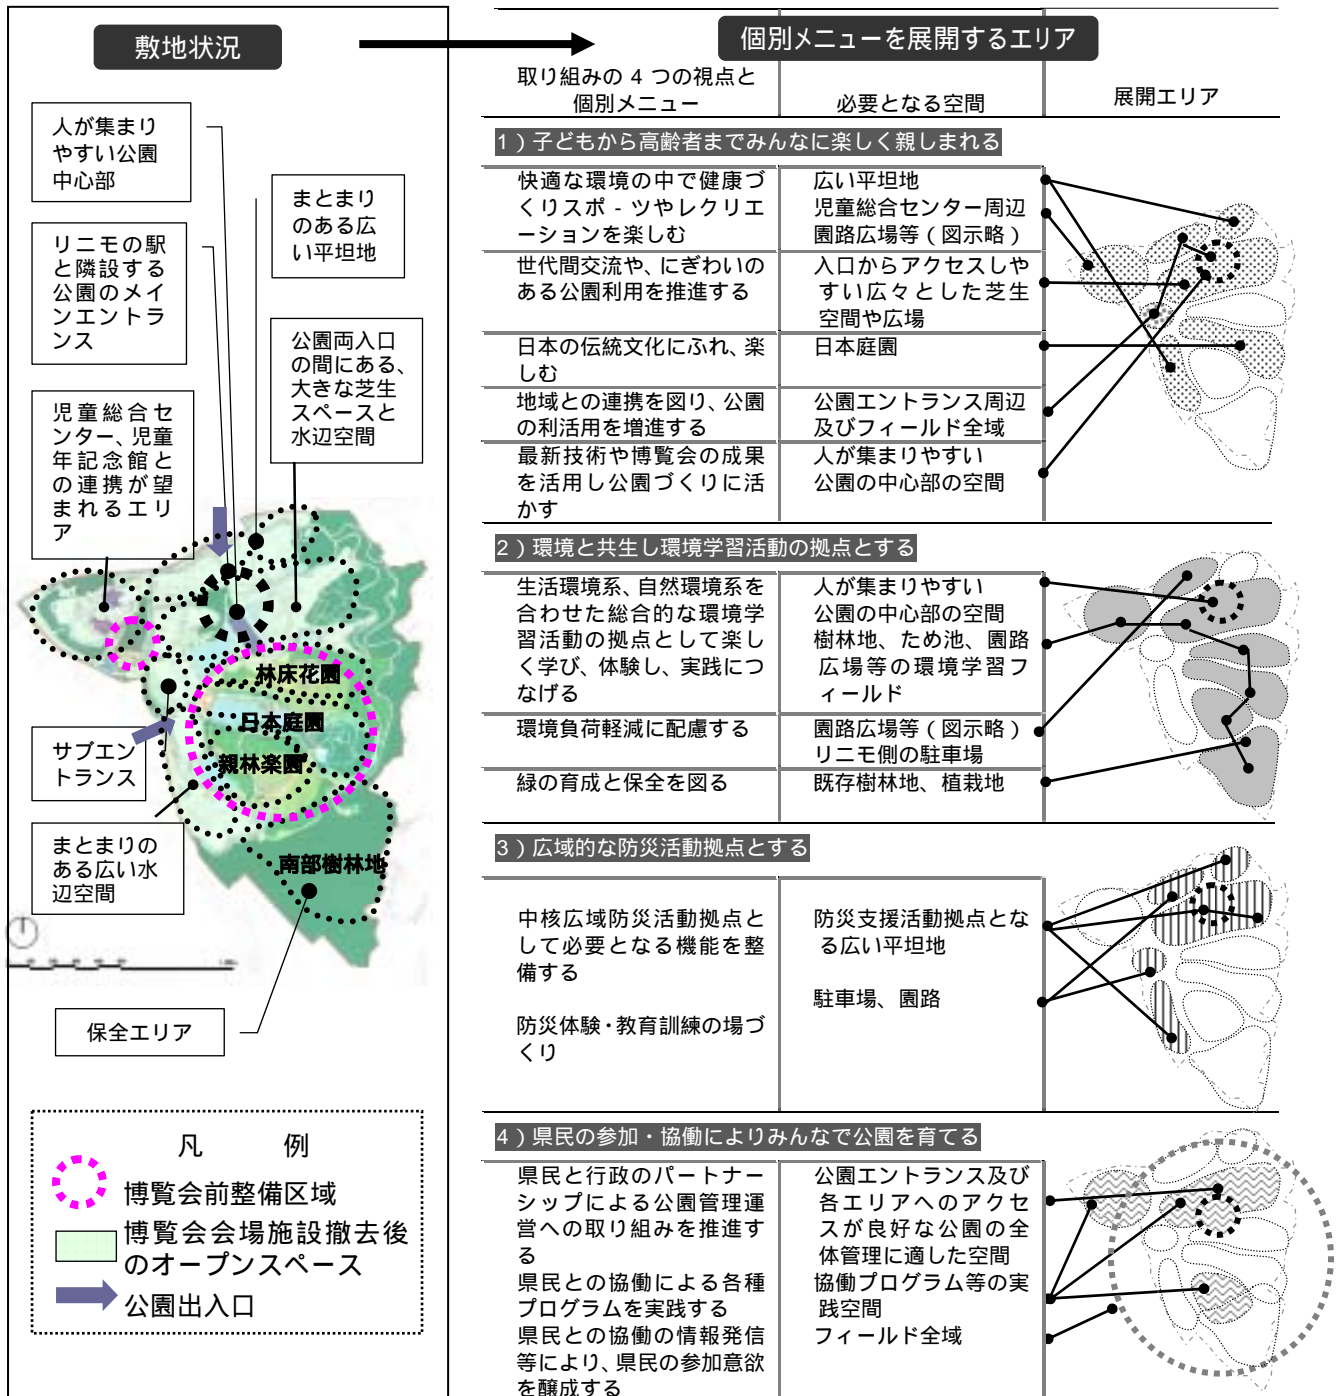 敷地状況
人が集まり
やすい公園
中心部
まとまり
のある広
い平坦地
リニモの駅
と隣設する
公園のメイ
ンエントラ
ンス
公園両入口
の間にある、
大きな芝生
スペースと
水辺空間
児童総合セ
ンター、児童
年記念館と
の連携が望
まれるエリ
ア
林床花園
日本庭園
親林楽園
南部樹林地
サブエン
トランス
まとまりの
ある広い水
辺空間
保全エリア
凡 例
博覧会前整備区域
博覧会会場施設撤去後
のオープンスペース
公園出入口
個別メニューを展開するエリア
取り組みの 4 つの視点と
個別メニュー
必要となる空間
展開エリア
1）子どもから高齢者までみんなに楽しく親しまれる
快適な環境の中で健康づ
くりスポ‐ツやレクリエ
ーションを楽しむ
広い平坦地
児童総合センター周辺
園路広場等（図示略）
世代間交流や、にぎわいの
ある公園利用を推進する
入口からアクセスしや
すい広々とした芝生
空間や広場
日本の伝統文化にふれ、楽
しむ
日本庭園
地域との連携を図り、公園
の利活用を増進する
公園エントランス周辺
及びフィールド全域
最新技術や博覧会の成果
を活用し公園づくりに活
かす
人が集まりやすい
公園の中心部の空間
2）環境と共生し環境学習活動の拠点とする
生活環境系、自然環境系を
合わせた総合的な環境学
習活動の拠点として楽し
く学び、体験し、実践につ
なげる
人が集まりやすい
公園の中心部の空間
樹林地、ため池、園路
広場等の環境学習フ
ィールド
環境負荷軽減に配慮する
園路広場等（図示略）
リニモ側の駐車場
緑の育成と保全を図る
既存樹林地、植栽地
3）広域的な防災活動拠点とする
中核広域防災活動拠点と
して必要となる機能を整
備する
防災支援活動拠点とな
る広い平坦地
駐車場、園路
防災体験・教育訓練の場づ
くり
4）県民の参加・協働によりみんなで公園を育てる
県民と行政のパートナー
シップによる公園管理運
営への取り組みを推進す
る
公園エントランス及び
各エリアへのアクセ
スが良好な公園の全
体管理に適した空間
県民との協働による各種
プログラムを実践する
協働プログラム等の実
践空間
県民との協働の情報発信
等により、県民の参加意欲
を醸成する
フィールド全域